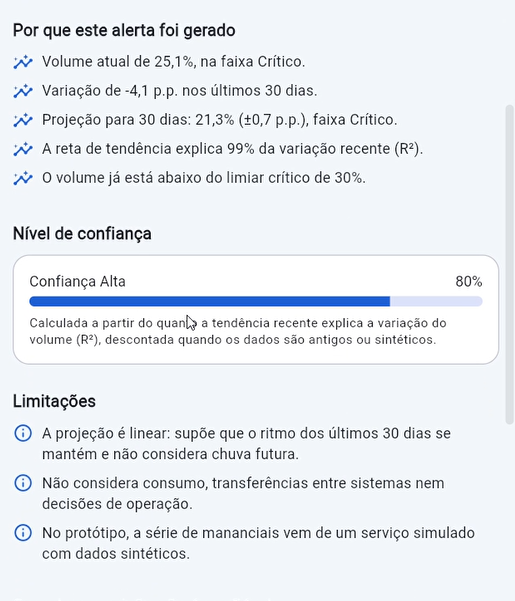 Por que este alerta foi gerado
Volume atual de 25,1%, na faixa Crítico.
Variação de -4,1 p.p. nos últimos 30 dias.
Projeção para 30 dias: 21,3% (±0,7 p.p.), faixa Crítico.
A reta de tendência explica 99% da variação recente (R²).
O volume já está abaixo do limiar crítico de 30%.
Nível de confiança
Confiança Alta 80%
Calculada a partir do quanto a tendência recente explica a variação do
volume (R²), descontada quando os dados são antigos ou sintéticos.
Limitações
A projeção é linear: supõe que o ritmo dos últimos 30 dias se
mantém e não considera chuva futura.
Não considera consumo, transferências entre sistemas nem
decisões de operação.
No protótipo, a série de mananciais vem de um serviço simulado
com dados sintéticos.